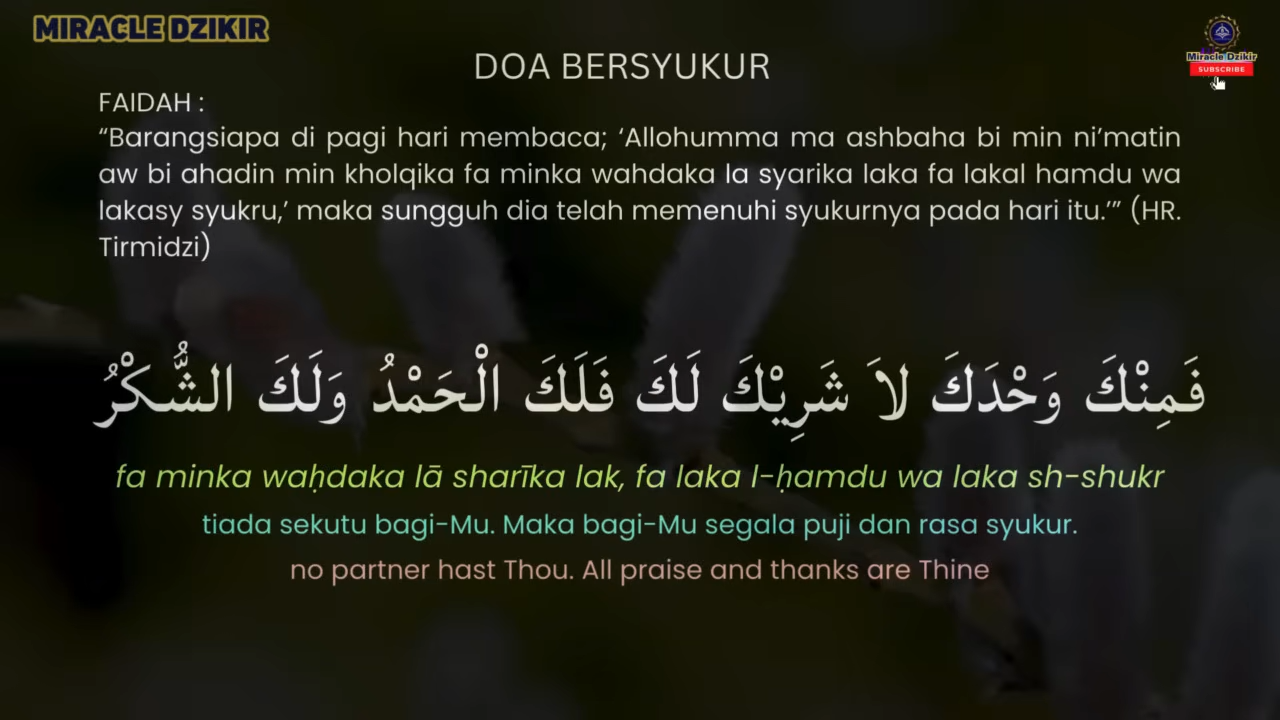 MIRACLE DZIKIR
Miracle Dzikir
SUBSCRIBE
DOA BERSYUKUR
FAIDAH :
“Barangsiapa di pagi hari membaca; ‘Allohumma ma ashbaha bi min ni’matin
aw bi ahadin min kholqika fa minka wahdaka la syarika laka fa lakal hamdu wa
lakasy syukru,’ maka sungguh dia telah memenuhi syukurnya pada hari itu.’” (HR.
Tirmidzi)
فَمِنْكَ وَحْدَكَ لاَ شَرِيْكَ لَكَ فَلَكَ الْحَمْدُ وَلَكَ الشُّكْرُ
fa minka waḥdaka lā sharīka lak, fa laka l-ḥamdu wa laka sh-shukr
tiada sekutu bagi-Mu. Maka bagi-Mu segala puji dan rasa syukur.
no partner hast Thou. All praise and thanks are Thine